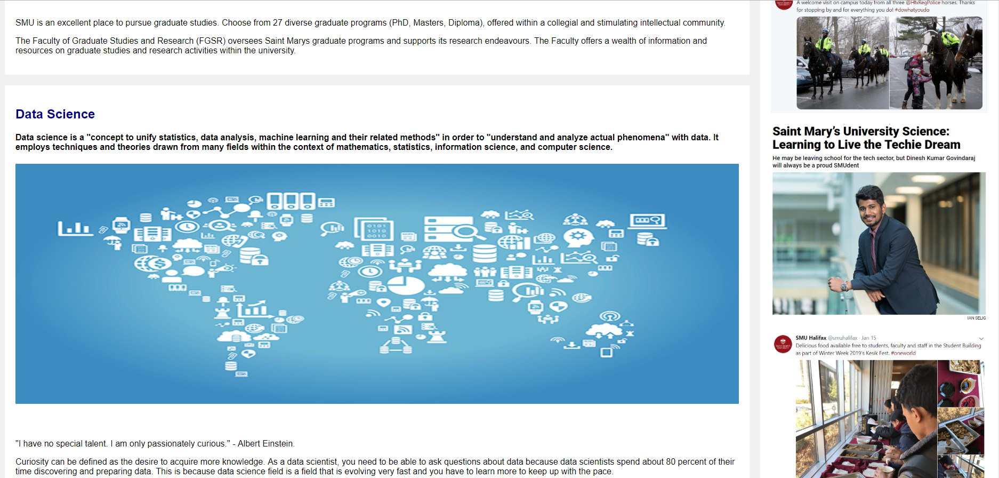 SMU is an excellent place to pursue graduate studies. Choose from 27 diverse graduate programs (PhD, Masters, Diploma), offered within a collegial and stimulating intellectual community.
The Faculty of Graduate Studies and Research (FGSR) oversees Saint Marys graduate programs and supports its research endeavours. The Faculty offers a wealth of information and
resources on graduate studies and research activities within the university.
Data Science
Data science is a "concept to unify statistics, data analysis, machine learning and their related methods" in order to "understand and analyze actual phenomena" with data. It
employs techniques and theories drawn from many fields within the context of mathematics, statistics, information science, and computer science.
0101
0010
"I have no special talent. I am only passionately curious." - Albert Einstein.
Curiosity can be defined as the desire to acquire more knowledge. As a data scientist, you need to be able to ask questions about data because data scientists spend about 80 percent of their
time discovering and preparing data. This is because data science field is a field that is evolving very fast and you have to learn more to keep up with the pace.
SAINT MARY'S
UNIVERSITY
A welcome visit on campus today from all three @HfxRegPolice horses. Thanks
for stopping by and for everything you do! #dowhatyoudo
Saint Mary's University Science:
Learning to Live the Techie Dream
He may be leaving school for the tech sector, but Dinesh Kumar Govindaraj
will always be a proud SMUdent
IAN SELIG
SAINT MARY'S
UNIVERSITY
SMU Halifax @smuhalifax · Jan 15
Delicious food available free to students, faculty and staff in the Student Building
as part of Winter Week 2019's Kesik Fest. #oneworld